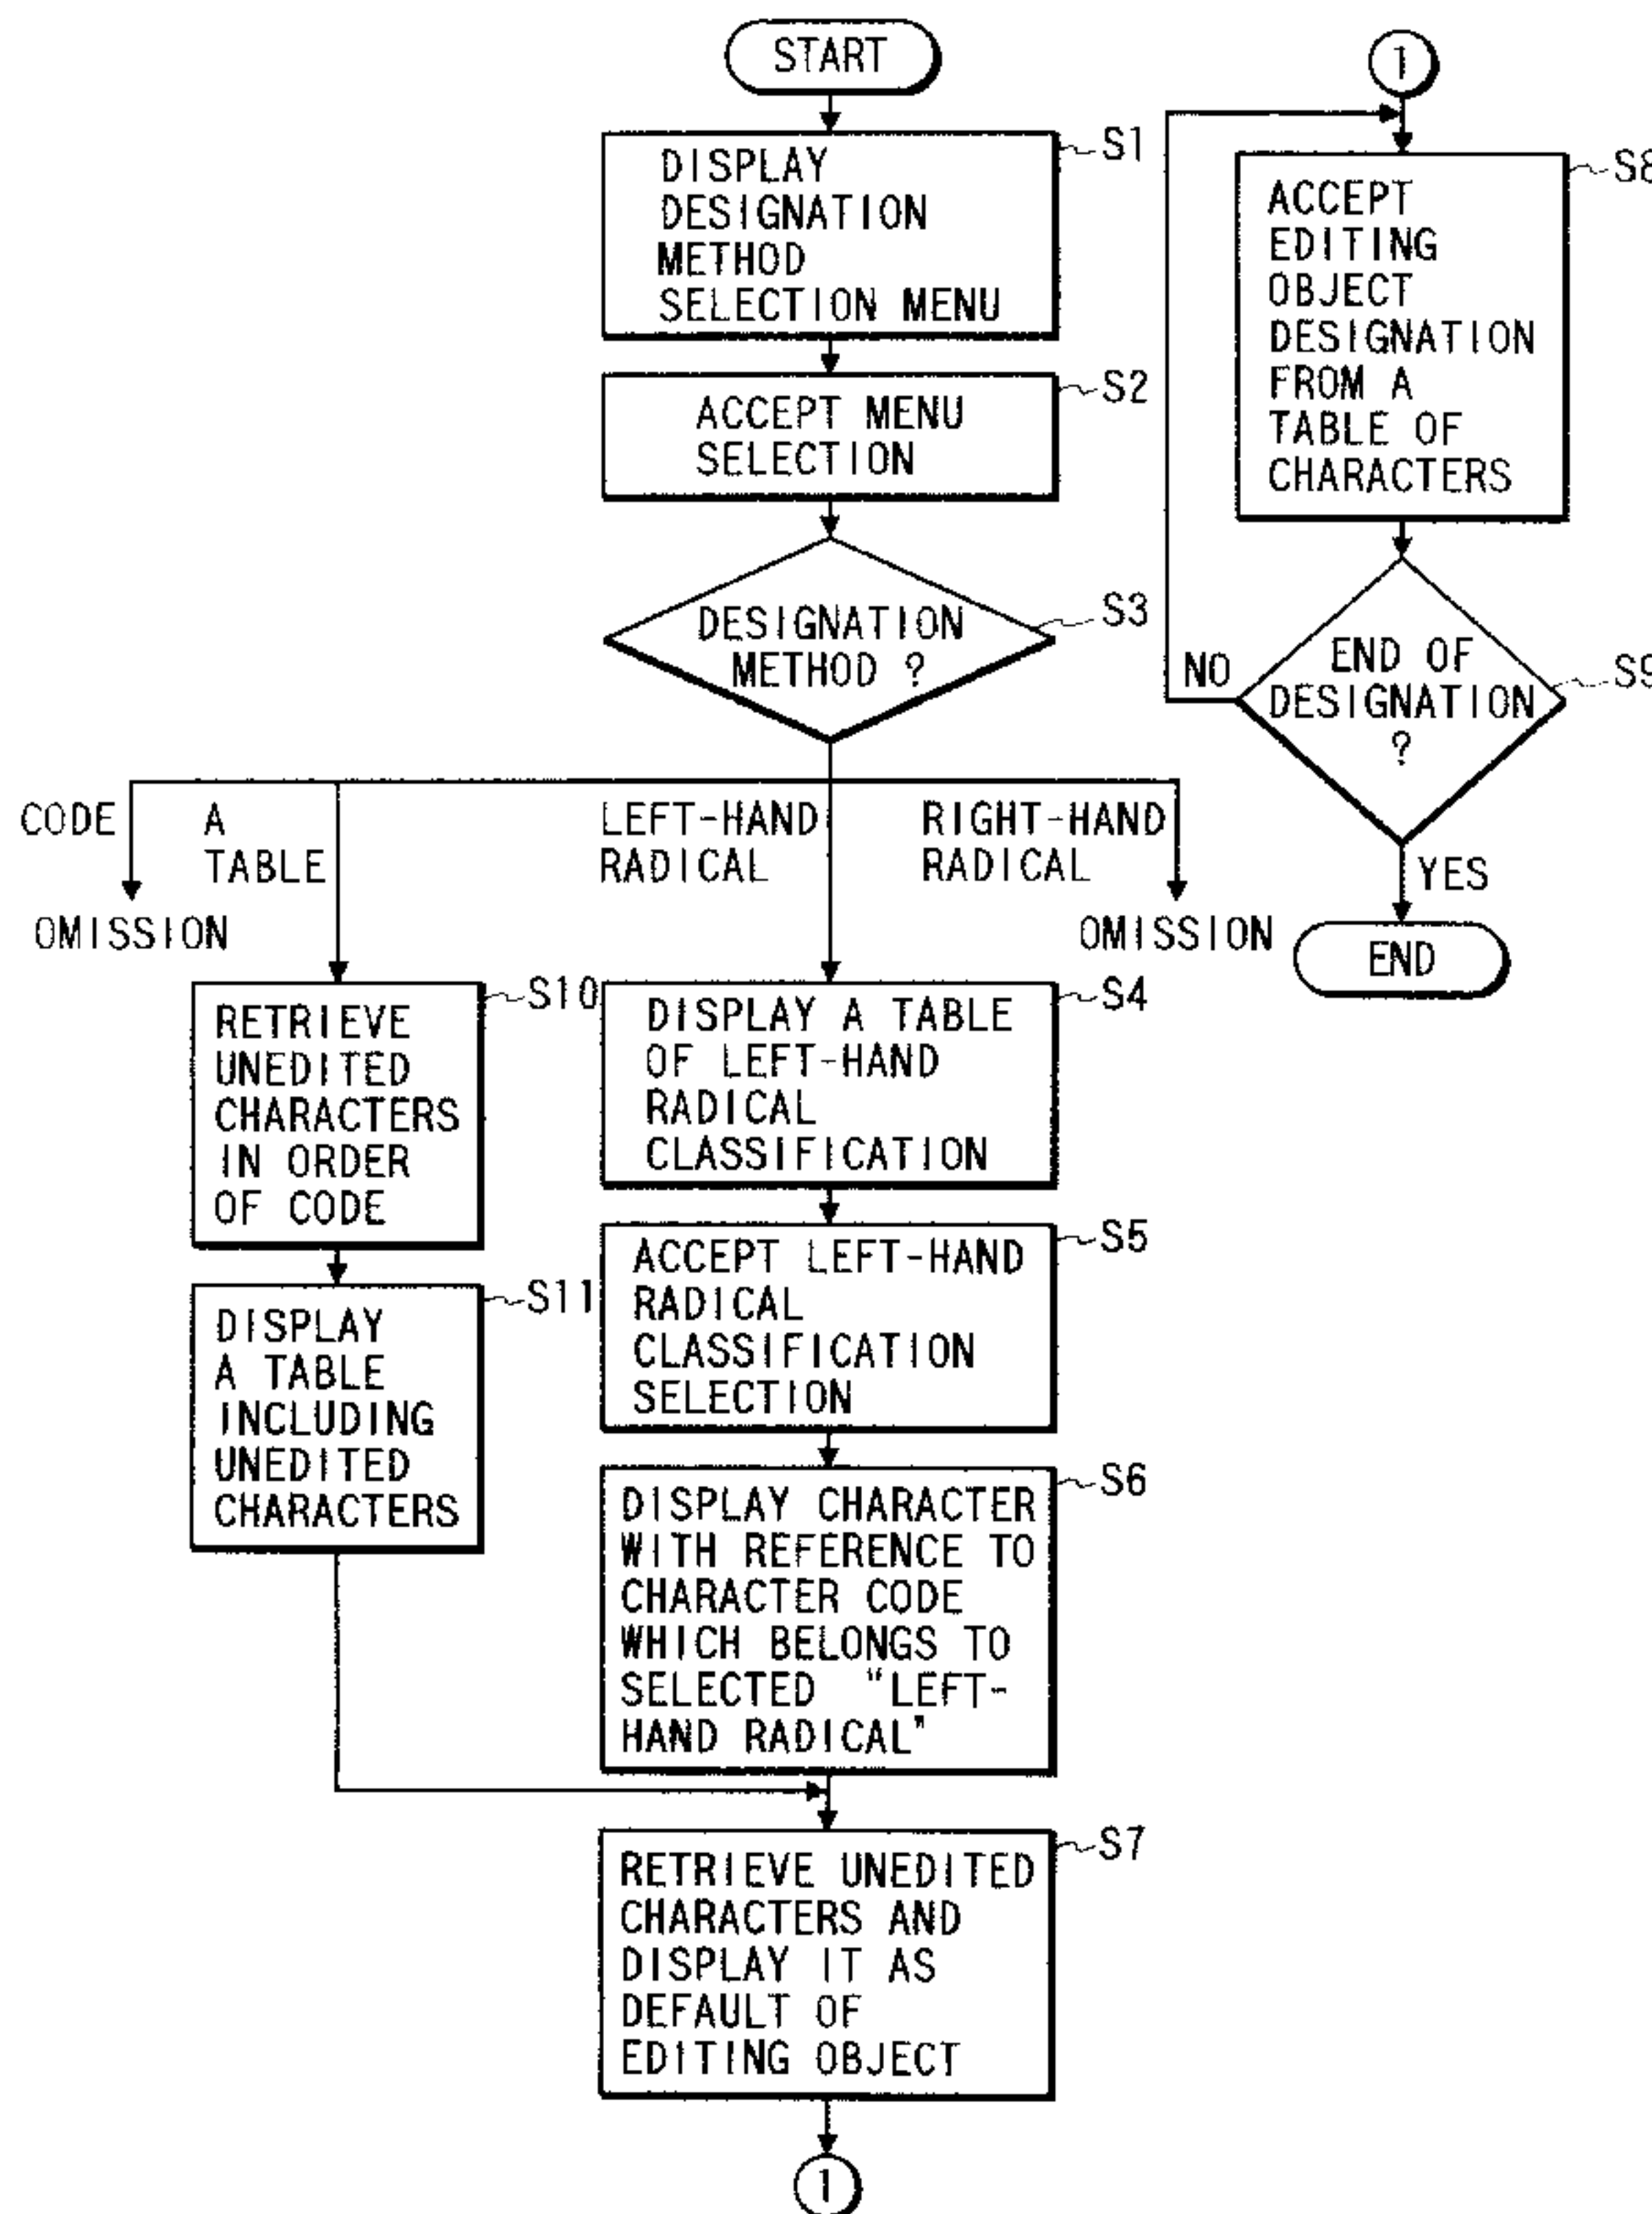 START
DISPLAY
DESIGNATION
METHOD
SELECTION MENU
S1
ACCEPT MENU
SELECTION
S2
DESIGNATION
METHOD ?
S3
CODE
OMISSION
A
TABLE
LEFT-HAND
RADICAL
RIGHT-HAND
RADICAL
OMISSION
RETRIEVE
UNEDITED
CHARACTERS
IN ORDER
OF CODE
S10
DISPLAY
A TABLE
INCLUDING
UNEDITED
CHARACTERS
S11
DISPLAY A TABLE
OF LEFT-HAND
RADICAL
CLASSIFICATION
S4
ACCEPT LEFT-HAND
RADICAL
CLASSIFICATION
SELECTION
S5
DISPLAY CHARACTER
WITH REFERENCE TO
CHARACTER CODE
WHICH BELONGS TO
SELECTED "LEFT-
HAND RADICAL"
S6
RETRIEVE UNEDITED
CHARACTERS AND
DISPLAY IT AS
DEFAULT OF
EDITING OBJECT
S7
1
1
ACCEPT
EDITING
OBJECT
DESIGNATION
FROM A
TABLE OF
CHARACTERS
S8
END OF
DESIGNATION
?
S9
NO
YES
END